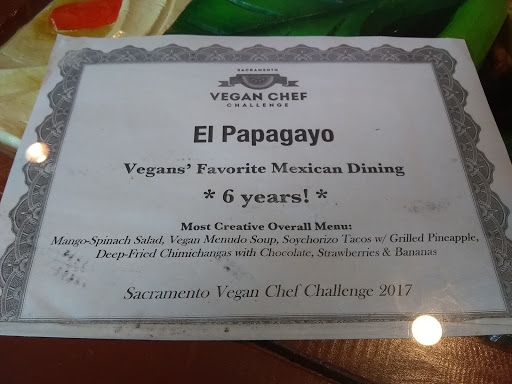 SACRAMENTO
VEGAN CHEF
CHALLENGE
El Papagayo
Vegans' Favorite Mexican Dining
* 6 years! *
Most Creative Overall Menu:
Mango-Spinach Salad, Vegan Menudo Soup, Soychorizo Tacos w/ Grilled Pineapple,
Deep-Fried Chimichangas with Chocolate, Strawberries & Bananas
Sacramento Vegan Chef Challenge 2017